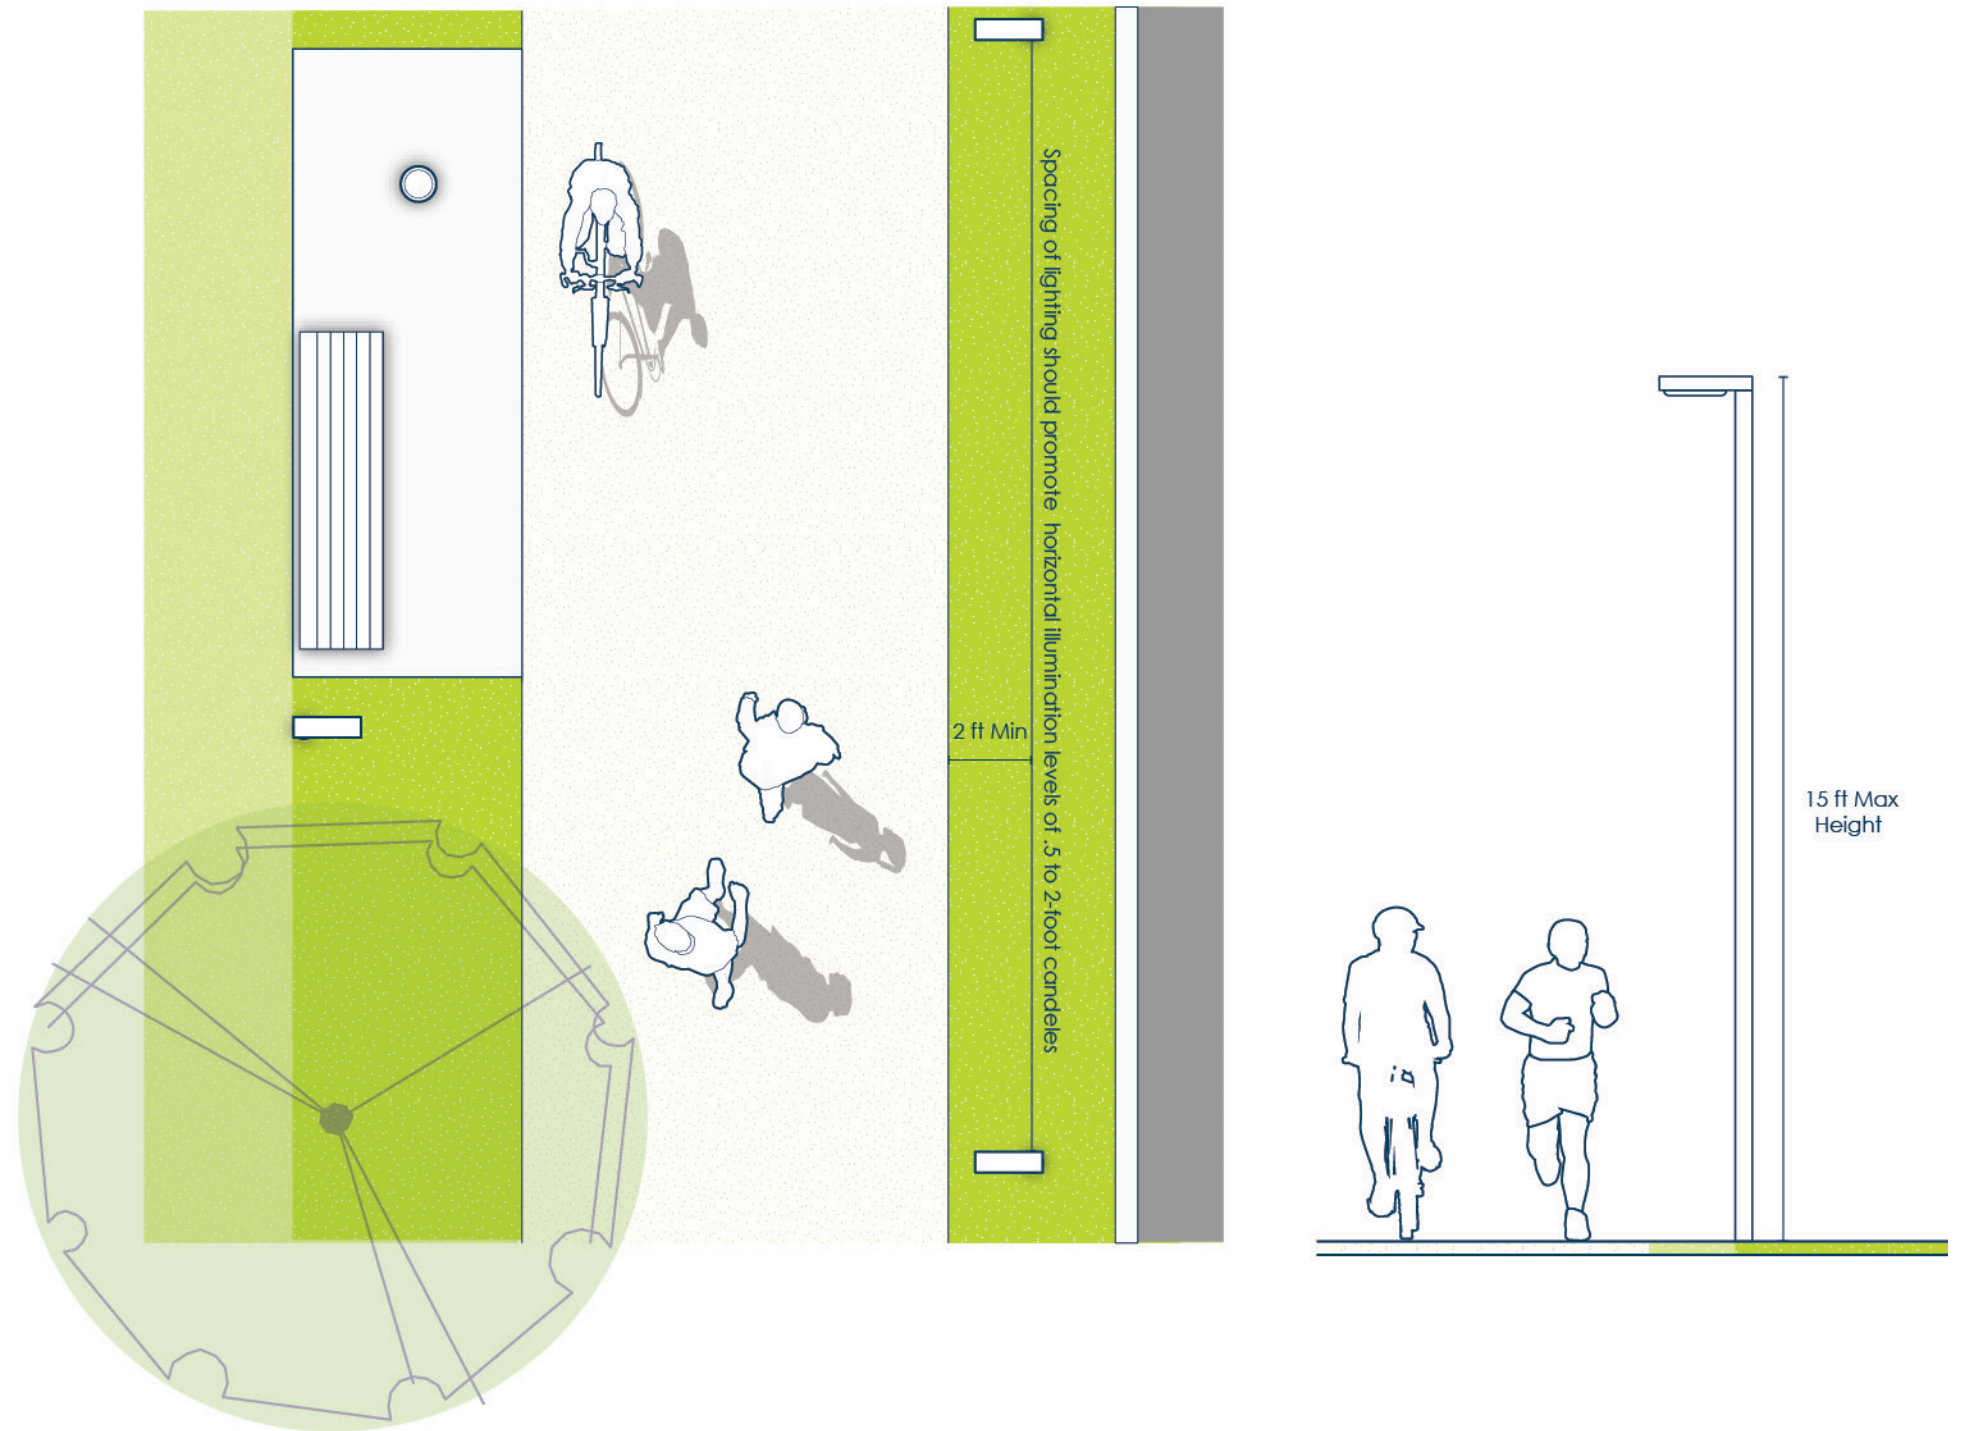 Spacing of lighting should promote horizontal illumination levels of .5 to 2-foot candeles
2 ft Min
15 ft Max
Height